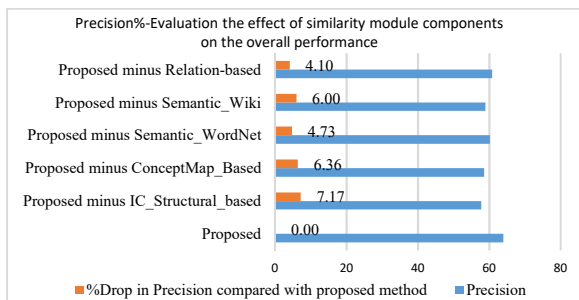 Precision%-Evaluation the effect of similarity module components
on the overall performance
Proposed minus Relation-based
4.10
Proposed minus Semantic_Wiki
6.00
Proposed minus Semantic_WordNet
4.73
Proposed minus ConceptMap_Based
6.36
Proposed minus IC_Structural_based
7.17
Proposed
0.00
0 20 40 60 80 100
%Drop in Precision compared with proposed method Precision